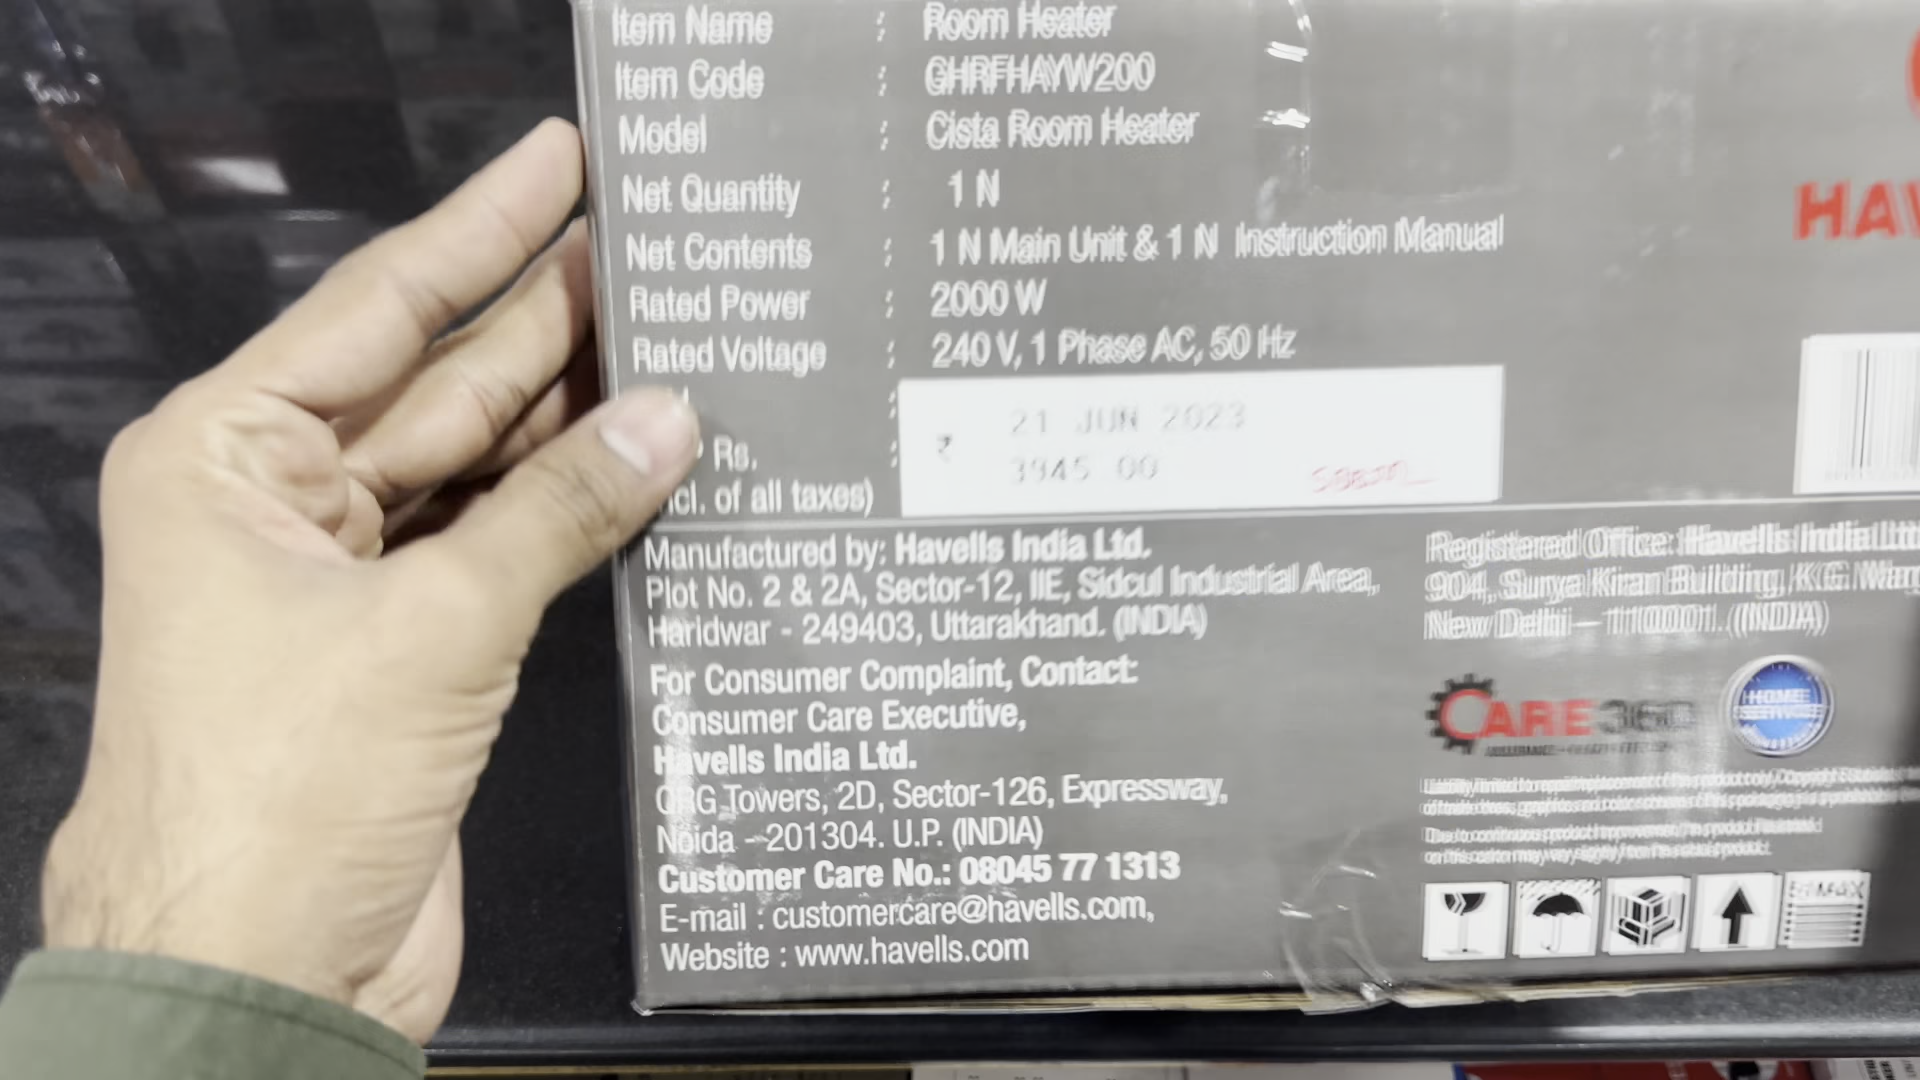 Item Name : Room Heater
Item Code : GHRFHAYW200
Model : Cista Room Heater
Net Quantity : 1 N
Net Contents : 1 N Main Unit & 1 N Instruction Manual
Rated Power : 2000 W
Rated Voltage : 240 V, 1 Phase AC, 50 Hz
: 21 JUN 2023
Rs. : ₹ 3945 00
ncl. of all taxes)
Manufactured by: Havells India Ltd.
Plot No. 2 & 2A, Sector-12, IIE, Sidcul Industrial Area,
Haridwar - 249403, Uttarakhand. (INDIA)
For Consumer Complaint, Contact:
Consumer Care Executive,
Havells India Ltd.
QRG Towers, 2D, Sector-126, Expressway,
Noida - 201304. U.P. (INDIA)
Customer Care No.: 08045 77 1313
E-mail : customercare@havells.com,
Website : www.havells.com
HAV
Registered Office: Havells India Ltd
904, Surya Kiran Building, K G Marg
New Delhi – 110001. (INDIA)
CARE 360
HOME
SERVICE